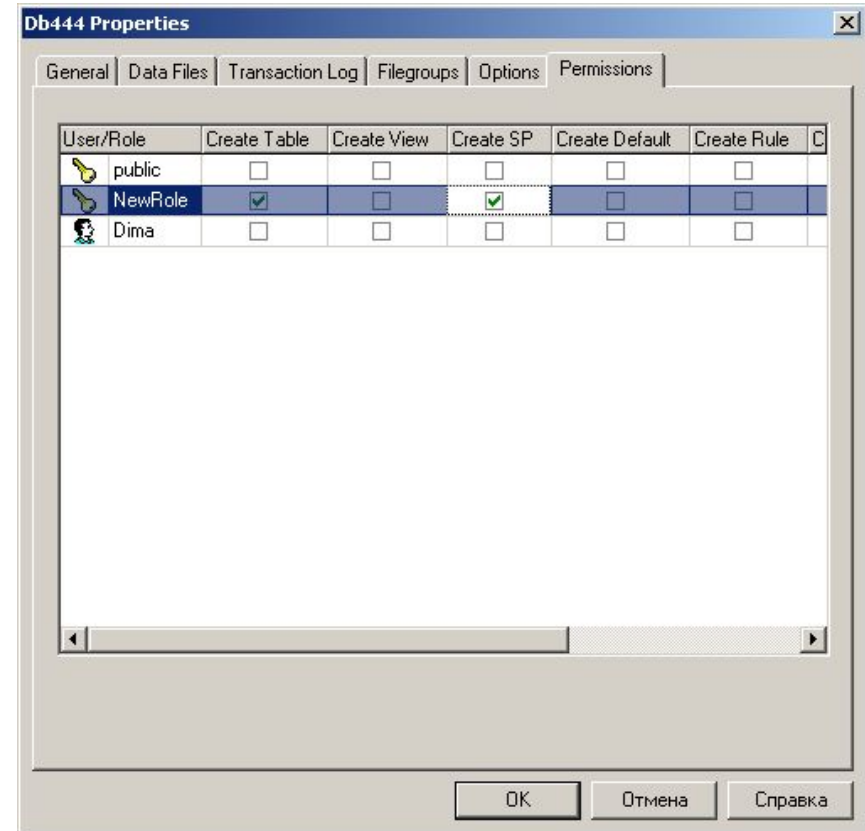 Db444 Properties
General Data Files Transaction Log Filegroups Options Permissions
User/Role Create Table Create View Create SP Create Default Create Rule C
public
NewRole
Dima
OK Отмена Справка